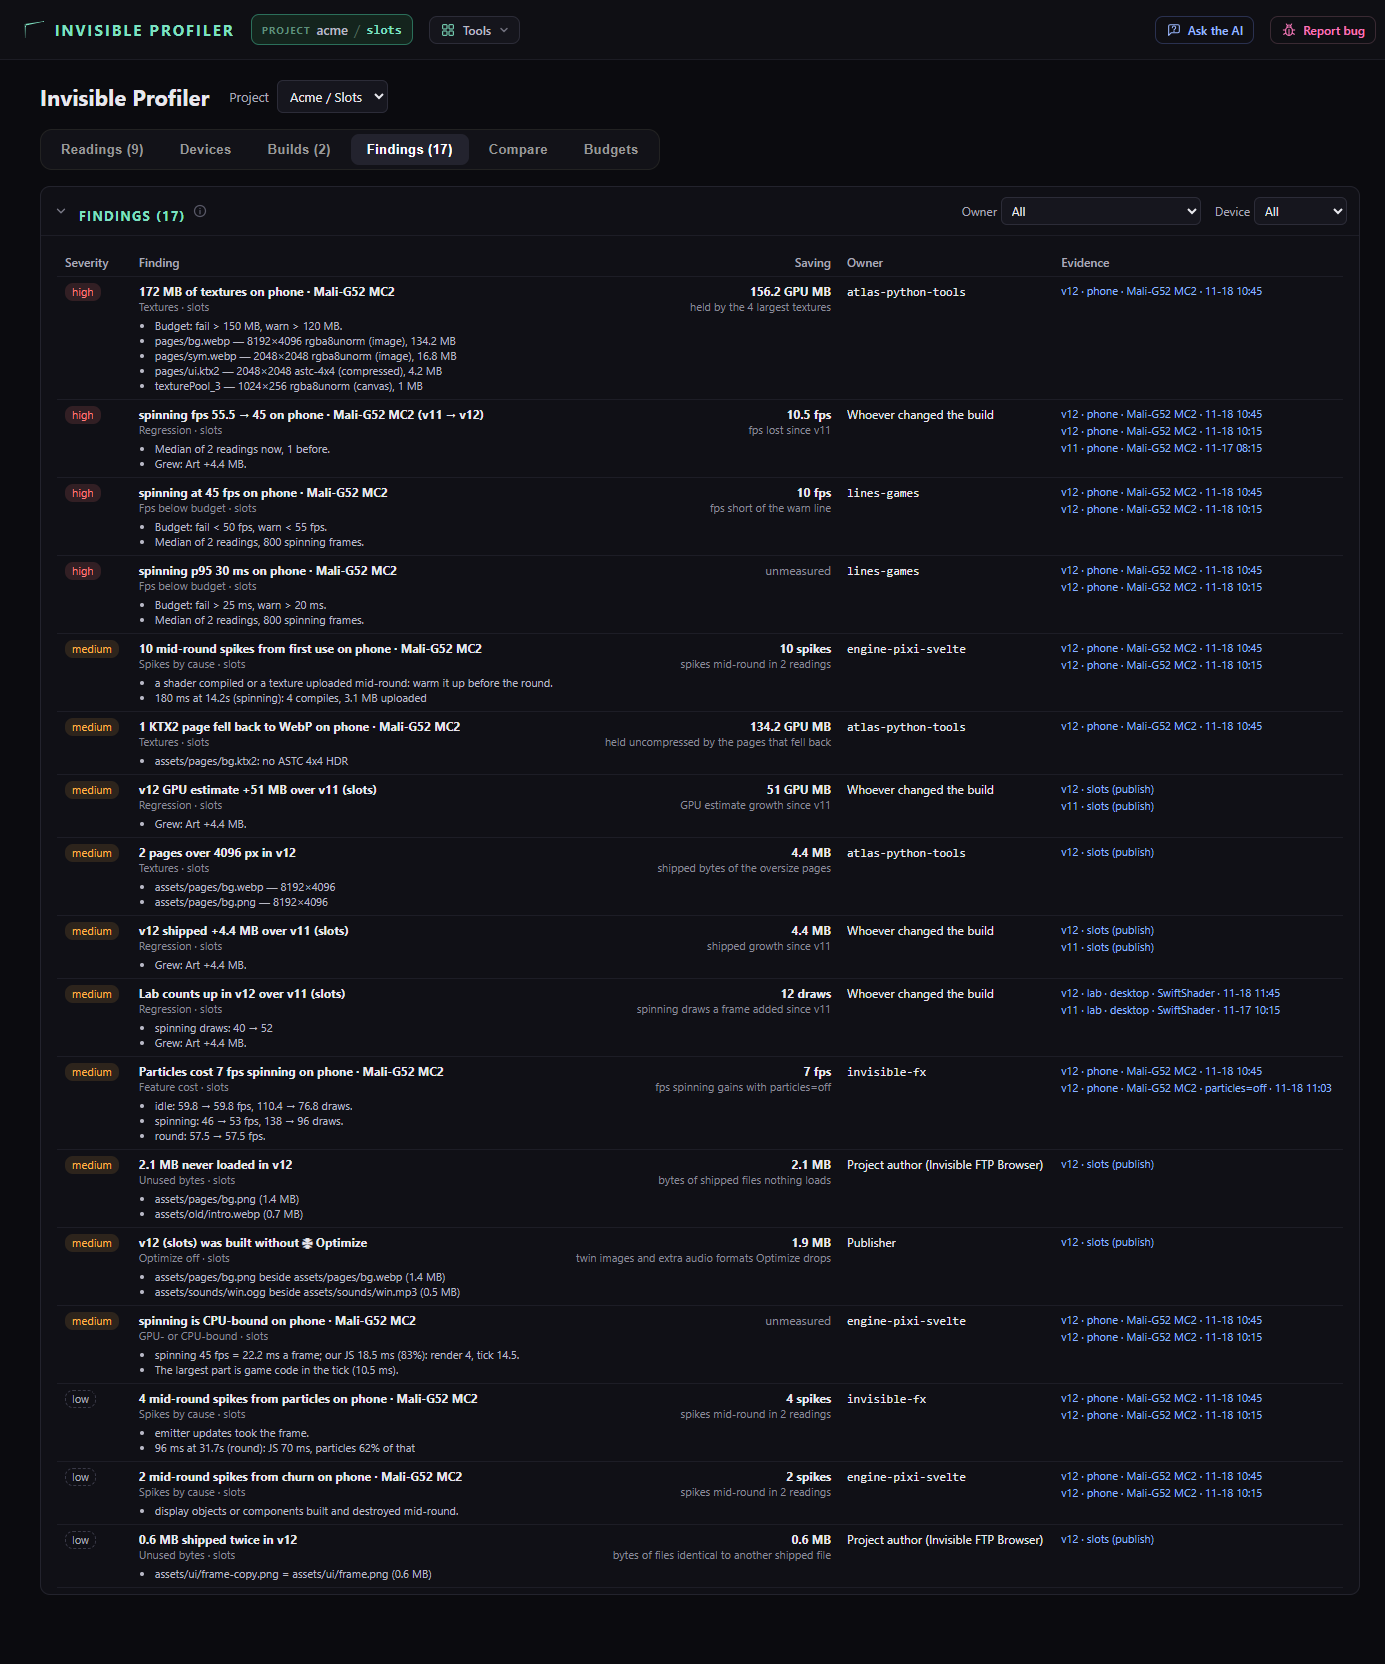 INVISIBLE PROFILER PROJECT acme / slots Tools Ask the AI Report bug
Invisible Profiler Project Acme / Slots
Readings (9) Devices Builds (2) Findings (17) Compare Budgets
FINDINGS (17) Owner All Device All
Severity Finding Saving Owner Evidence
high 172 MB of textures on phone · Mali-G52 MC2 156.2 GPU MB atlas-python-tools v12 · phone · Mali-G52 MC2 · 11-18 10:45
Textures · slots held by the 4 largest textures
• Budget: fail > 150 MB, warn > 120 MB.
• pages/bg.webp — 8192×4096 rgba8unorm (image), 134.2 MB
• pages/sym.webp — 2048×2048 rgba8unorm (image), 16.8 MB
• pages/ui.ktx2 — 2048×2048 astc-4x4 (compressed), 4.2 MB
• texturePool_3 — 1024×256 rgba8unorm (canvas), 1 MB
high spinning fps 55.5 → 45 on phone · Mali-G52 MC2 (v11 → v12) 10.5 fps Whoever changed the build v12 · phone · Mali-G52 MC2 · 11-18 10:45
Regression · slots fps lost since v11 v12 · phone · Mali-G52 MC2 · 11-18 10:15
• Median of 2 readings now, 1 before. v11 · phone · Mali-G52 MC2 · 11-17 08:15
• Grew: Art +4.4 MB.
high spinning at 45 fps on phone · Mali-G52 MC2 10 fps lines-games v12 · phone · Mali-G52 MC2 · 11-18 10:45
Fps below budget · slots fps short of the warn line v12 · phone · Mali-G52 MC2 · 11-18 10:15
• Budget: fail < 50 fps, warn < 55 fps.
• Median of 2 readings, 800 spinning frames.
high spinning p95 30 ms on phone · Mali-G52 MC2 unmeasured lines-games v12 · phone · Mali-G52 MC2 · 11-18 10:45
Fps below budget · slots v12 · phone · Mali-G52 MC2 · 11-18 10:15
• Budget: fail > 25 ms, warn > 20 ms.
• Median of 2 readings, 800 spinning frames.
medium 10 mid-round spikes from first use on phone · Mali-G52 MC2 10 spikes engine-pixi-svelte v12 · phone · Mali-G52 MC2 · 11-18 10:45
Spikes by cause · slots spikes mid-round in 2 readings v12 · phone · Mali-G52 MC2 · 11-18 10:15
• a shader compiled or a texture uploaded mid-round: warm it up before the round.
• 180 ms at 14.2s (spinning): 4 compiles, 3.1 MB uploaded
medium 1 KTX2 page fell back to WebP on phone · Mali-G52 MC2 134.2 GPU MB atlas-python-tools v12 · phone · Mali-G52 MC2 · 11-18 10:45
Textures · slots held uncompressed by the pages that fell back
• assets/pages/bg.ktx2: no ASTC 4x4 HDR
medium v12 GPU estimate +51 MB over v11 (slots) 51 GPU MB Whoever changed the build v12 · slots (publish)
Regression · slots GPU estimate growth since v11 v11 · slots (publish)
• Grew: Art +4.4 MB.
medium 2 pages over 4096 px in v12 4.4 MB atlas-python-tools v12 · slots (publish)
Textures · slots shipped bytes of the oversize pages
• assets/pages/bg.webp — 8192×4096
• assets/pages/bg.png — 8192×4096
medium v12 shipped +4.4 MB over v11 (slots) 4.4 MB Whoever changed the build v12 · slots (publish)
Regression · slots shipped growth since v11 v11 · slots (publish)
• Grew: Art +4.4 MB.
medium Lab counts up in v12 over v11 (slots) 12 draws Whoever changed the build v12 · lab · desktop · SwiftShader · 11-18 11:45
Regression · slots spinning draws a frame added since v11 v11 · lab · desktop · SwiftShader · 11-17 10:15
• spinning draws: 40 → 52
• Grew: Art +4.4 MB.
medium Particles cost 7 fps spinning on phone · Mali-G52 MC2 7 fps invisible-fx v12 · phone · Mali-G52 MC2 · 11-18 10:45
Feature cost · slots fps spinning gains with particles=off v12 · phone · Mali-G52 MC2 · particles=off · 11-18 11:03
• idle: 59.8 → 59.8 fps, 110.4 → 76.8 draws.
• spinning: 46 → 53 fps, 138 → 96 draws.
• round: 57.5 → 57.5 fps.
medium 2.1 MB never loaded in v12 2.1 MB Project author (Invisible FTP Browser) v12 · slots (publish)
Unused bytes · slots bytes of shipped files nothing loads
• assets/pages/bg.png (1.4 MB)
• assets/old/intro.webp (0.7 MB)
medium v12 (slots) was built without Optimize 1.9 MB Publisher v12 · slots (publish)
Optimize off · slots twin images and extra audio formats Optimize drops
• assets/pages/bg.png beside assets/pages/bg.webp (1.4 MB)
• assets/sounds/win.ogg beside assets/sounds/win.mp3 (0.5 MB)
medium spinning is CPU-bound on phone · Mali-G52 MC2 unmeasured engine-pixi-svelte v12 · phone · Mali-G52 MC2 · 11-18 10:45
GPU- or CPU-bound · slots v12 · phone · Mali-G52 MC2 · 11-18 10:15
• spinning 45 fps = 22.2 ms a frame; our JS 18.5 ms (83%): render 4, tick 14.5.
• The largest part is game code in the tick (10.5 ms).
low 4 mid-round spikes from particles on phone · Mali-G52 MC2 4 spikes invisible-fx v12 · phone · Mali-G52 MC2 · 11-18 10:45
Spikes by cause · slots spikes mid-round in 2 readings v12 · phone · Mali-G52 MC2 · 11-18 10:15
• emitter updates took the frame.
• 96 ms at 31.7s (round): JS 70 ms, particles 62% of that
low 2 mid-round spikes from churn on phone · Mali-G52 MC2 2 spikes engine-pixi-svelte v12 · phone · Mali-G52 MC2 · 11-18 10:45
Spikes by cause · slots spikes mid-round in 2 readings v12 · phone · Mali-G52 MC2 · 11-18 10:15
• display objects or components built and destroyed mid-round.
low 0.6 MB shipped twice in v12 0.6 MB Project author (Invisible FTP Browser) v12 · slots (publish)
Unused bytes · slots bytes of files identical to another shipped file
• assets/ui/frame-copy.png = assets/ui/frame.png (0.6 MB)